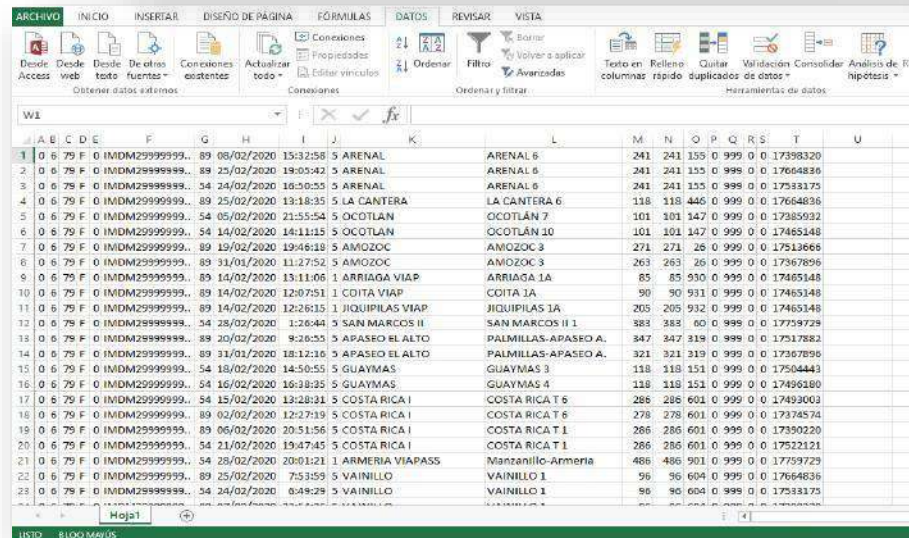 ARCHIVO INICIO INSERTAR DISEÑO DE PÁGINA FÓRMULAS DATOS REVISAR VISTA
Desde Access Desde web Desde texto De otras fuentes Conexiones existentes Actualizar todo Conexiones Propiedades Editar vínculos Ordenar Filtro Borrar Volver a aplicar Avanzadas Texto en columnas Relleno rápido Quitar duplicados Validación de datos Consolidar Análisis de hipótesis
Obtener datos externos Conexiones Ordenar y filtrar Herramientas de datos
W1 fx
A B C D E F G H I J K L M N O P Q R S T U
1 0 6 79 F 0 IMDM29999999.. 89 08/02/2020 15:32:58 5 ARENAL ARENAL 6 241 241 155 0 999 0 0 17398320
2 0 6 79 F 0 IMDM29999999.. 89 25/02/2020 19:05:42 5 ARENAL ARENAL 6 241 241 155 0 999 0 0 17664836
3 0 6 79 F 0 IMDM29999999.. 54 24/02/2020 16:50:55 5 ARENAL ARENAL 6 241 241 155 0 999 0 0 17533175
4 0 6 79 F 0 IMDM29999999.. 89 25/02/2020 13:18:35 5 LA CANTERA LA CANTERA 6 118 118 446 0 999 0 0 17664836
5 0 6 79 F 0 IMDM29999999.. 54 05/02/2020 21:55:54 5 OCOTLAN OCOTLÁN 7 101 101 147 0 999 0 0 17385932
6 0 6 79 F 0 IMDM29999999.. 54 14/02/2020 14:11:15 5 OCOTLAN OCOTLÁN 10 101 101 147 0 999 0 0 17465148
7 0 6 79 F 0 IMDM29999999.. 89 19/02/2020 19:46:18 5 AMOZOC AMOZOC 3 271 271 26 0 999 0 0 17513666
8 0 6 79 F 0 IMDM29999999.. 89 31/01/2020 11:27:52 5 AMOZOC AMOZOC 3 263 263 26 0 999 0 0 17367896
9 0 6 79 F 0 IMDM29999999.. 89 14/02/2020 13:11:06 1 ARRIAGA VIAP ARRIAGA 1A 85 85 930 0 999 0 0 17465148
10 0 6 79 F 0 IMDM29999999.. 89 14/02/2020 12:07:51 1 COITA VIAP COITA 1A 90 90 931 0 999 0 0 17465148
11 0 6 79 F 0 IMDM29999999.. 89 14/02/2020 12:26:15 1 JIQUIPILAS VIAP JIQUIPILAS 1A 205 205 932 0 999 0 0 17465148
12 0 6 79 F 0 IMDM29999999.. 54 28/02/2020 1:26:44 5 SAN MARCOS II SAN MARCOS II 1 383 383 60 0 999 0 0 17759729
13 0 6 79 F 0 IMDM29999999.. 89 20/02/2020 9:26:55 5 APASEO EL ALTO PALMILLAS-APASEO A. 347 347 319 0 999 0 0 17517882
14 0 6 79 F 0 IMDM29999999.. 89 31/01/2020 18:12:16 5 APASEO EL ALTO PALMILLAS-APASEO A. 321 321 319 0 999 0 0 17367896
15 0 6 79 F 0 IMDM29999999.. 54 18/02/2020 14:50:55 5 GUAYMAS GUAYMAS 3 118 118 151 0 999 0 0 17504443
16 0 6 79 F 0 IMDM29999999.. 54 16/02/2020 16:38:35 5 GUAYMAS GUAYMAS 4 118 118 151 0 999 0 0 17496180
17 0 6 79 F 0 IMDM29999999.. 54 15/02/2020 13:28:31 5 COSTA RICA I COSTA RICA T 6 286 286 601 0 999 0 0 17493003
18 0 6 79 F 0 IMDM29999999.. 89 02/02/2020 12:27:19 5 COSTA RICA I COSTA RICA T 6 278 278 601 0 999 0 0 17374574
19 0 6 79 F 0 IMDM29999999.. 89 06/02/2020 20:51:56 5 COSTA RICA I COSTA RICA T 1 286 286 601 0 999 0 0 17390220
20 0 6 79 F 0 IMDM29999999.. 54 21/02/2020 19:47:45 5 COSTA RICA I COSTA RICA T 1 286 286 601 0 999 0 0 17522121
21 0 6 79 F 0 IMDM29999999.. 54 28/02/2020 20:01:21 1 ARMERIA VIAPASS Manzanillo-Armeria 486 486 901 0 999 0 0 17759729
22 0 6 79 F 0 IMDM29999999.. 89 25/02/2020 7:53:59 5 VAINILLO VAINILLO 1 96 96 604 0 999 0 0 17664836
23 0 6 79 F 0 IMDM29999999.. 54 24/02/2020 6:49:29 5 VAINILLO VAINILLO 1 96 96 604 0 999 0 0 17533175
Hoja1
LISTO BLOQ MAYÚS